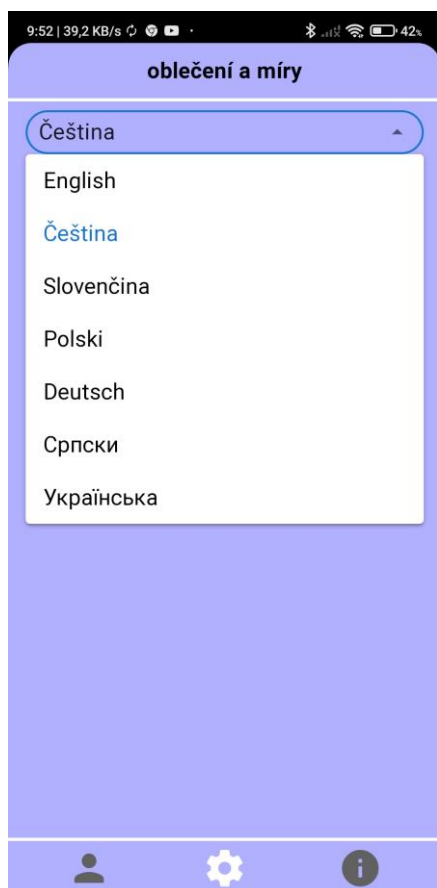 9:52 | 39,2 KB/s
42%
oblečení a míry
Čeština
English
Čeština
Slovenčina
Polski
Deutsch
Српски
Українська